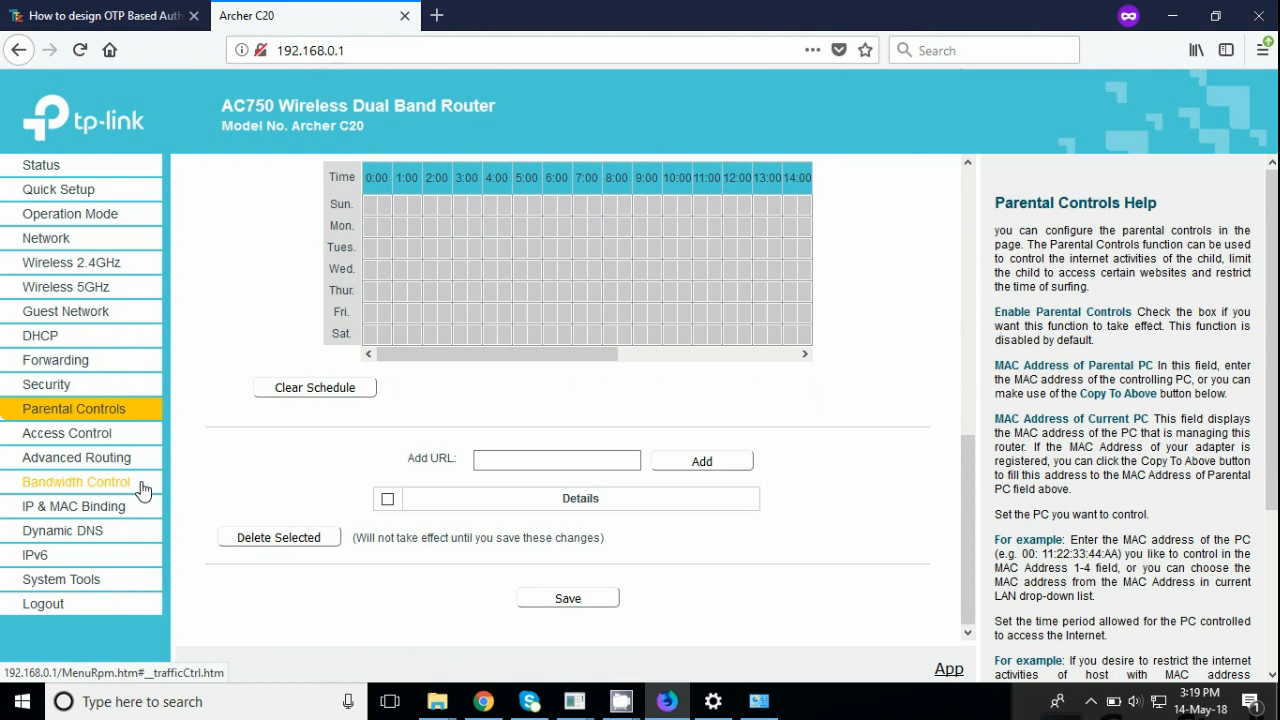 How to design OTP Based Auth
Archer C20
192.168.0.1
Search
tp-link
AC750 Wireless Dual Band Router
Model No. Archer C20
Status
Quick Setup
Operation Mode
Network
Wireless 2.4GHz
Wireless 5GHz
Guest Network
DHCP
Forwarding
Security
Parental Controls
Access Control
Advanced Routing
Bandwidth Control
IP & MAC Binding
Dynamic DNS
IPv6
System Tools
Logout
192.168.0.1/MenuRpm.htm#__trafficCtrl.htm
Time 0:00 1:00 2:00 3:00 4:00 5:00 6:00 7:00 8:00 9:00 10:00 11:00 12:00 13:00 14:00
Sun.
Mon.
Tues.
Wed.
Thur.
Fri.
Sat.
Clear Schedule
Add URL:
Add
Details
Delete Selected (Will not take effect until you save these changes)
Save
App
Parental Controls Help
you can configure the parental controls in the
page. The Parental Controls function can be used
to control the internet activities of the child, limit
the child to access certain websites and restrict
the time of surfing.
Enable Parental Controls Check the box if you
want this function to take effect. This function is
disabled by default.
MAC Address of Parental PC In this field, enter
the MAC address of the controlling PC, or you can
make use of the Copy To Above button below.
MAC Address of Current PC This field displays
the MAC address of the PC that is managing this
router. If the MAC Address of your adapter is
registered, you can click the Copy To Above button
to fill this address to the MAC Address of Parental
PC field above.
Set the PC you want to control.
For example: Enter the MAC address of the PC
(e.g. 00: 11:22:33:44:AA) you like to control in the
MAC Address 1-4 field, or you can choose the
MAC address from the MAC Address in current
LAN drop-down list.
Set the time period allowed for the PC controlled
to access the Internet.
For example: If you desire to restrict the internet
activities of host with MAC address
Type here to search
3:19 PM
14-May-18
1